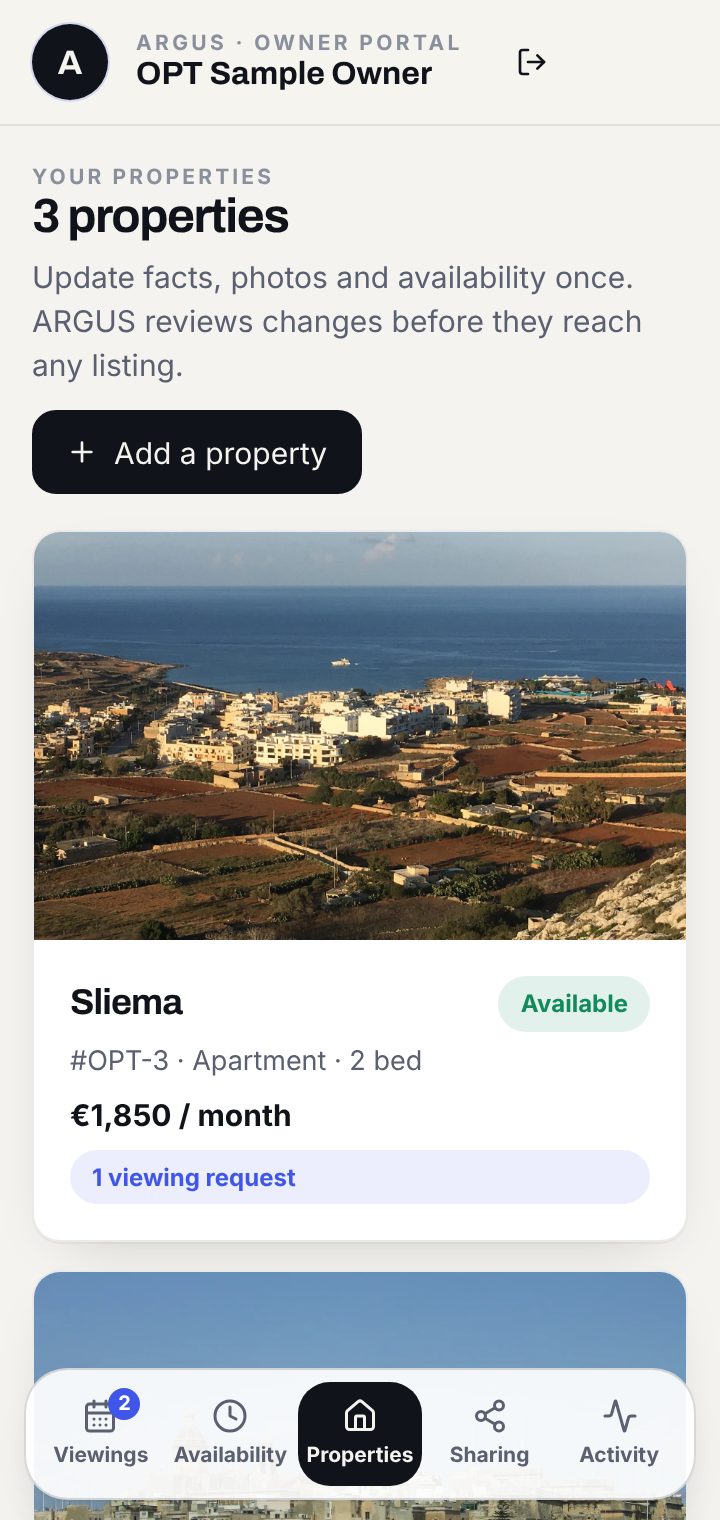 A
ARGUS · OWNER PORTAL
OPT Sample Owner
YOUR PROPERTIES
3 properties
Update facts, photos and availability once.
ARGUS reviews changes before they reach
any listing.
+ Add a property
Sliema
Available
#OPT-3 · Apartment · 2 bed
€1,850 / month
1 viewing request
2
Viewings
Availability
Properties
Sharing
Activity